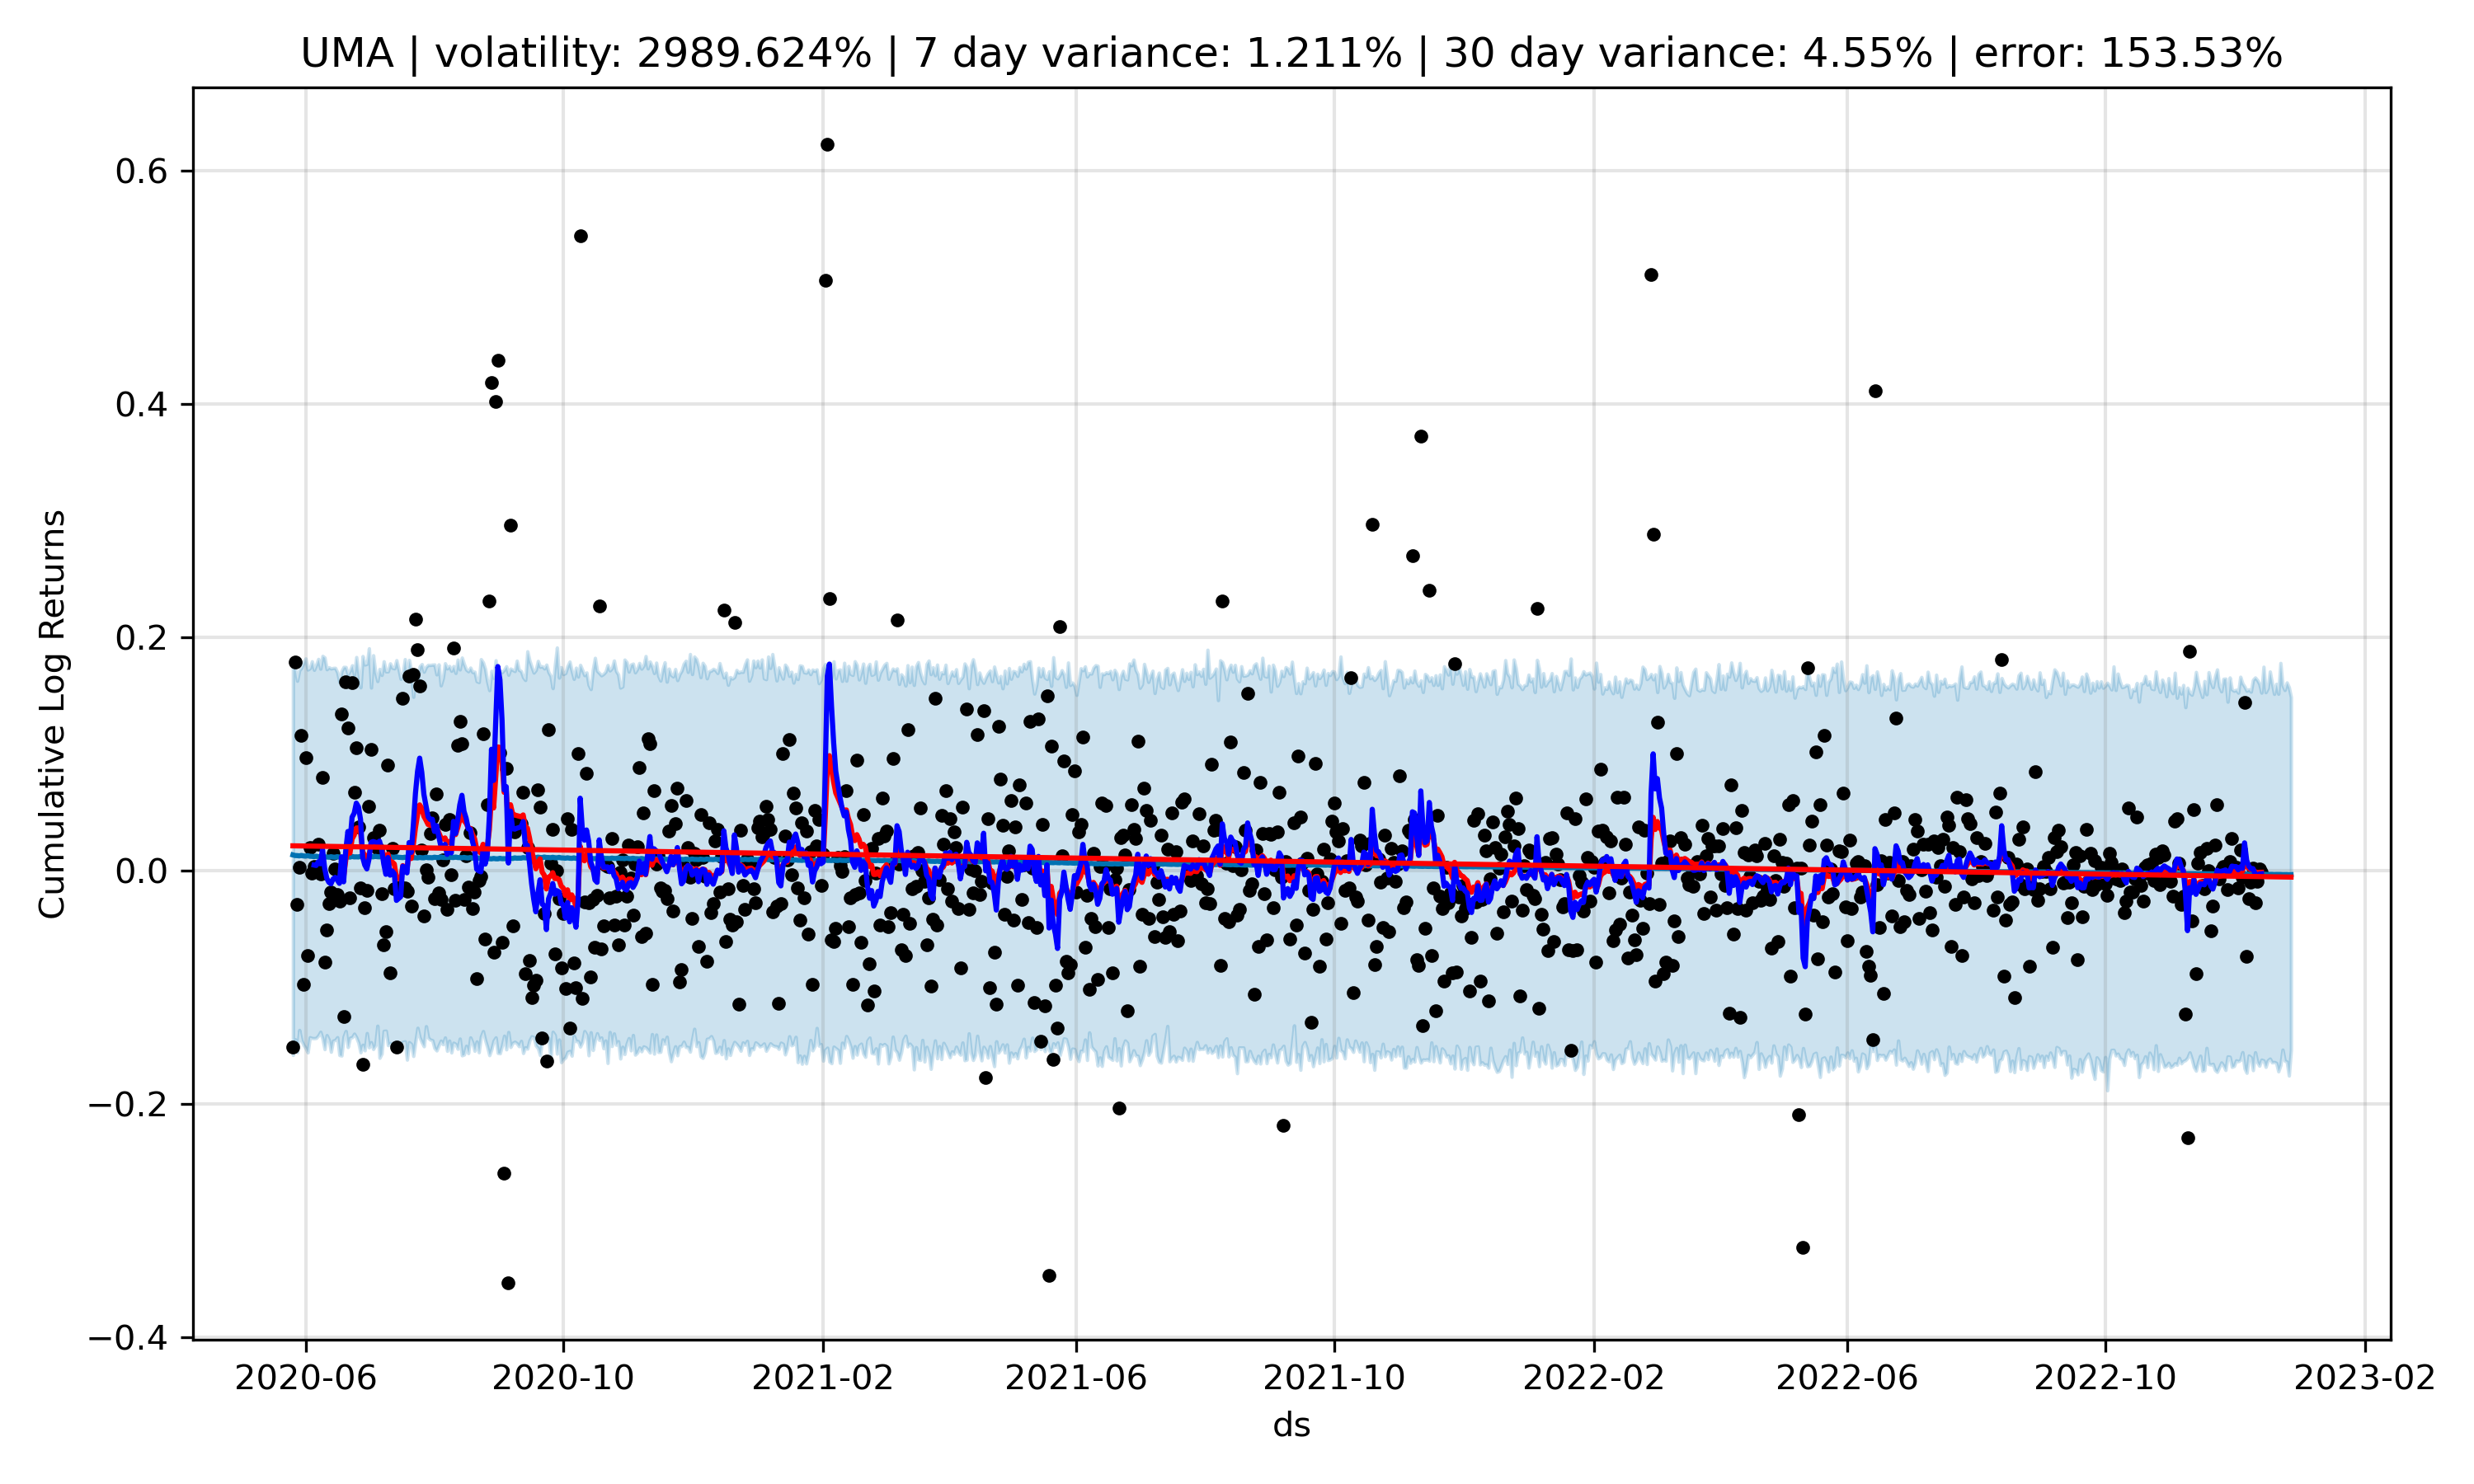 UMA | volatility: 2989.624% | 7 day variance: 1.211% | 30 day variance: 4.55% | error: 153.53%
Cumulative Log Returns
0.6
0.4
0.2
0.0
−0.2
−0.4
2020-06 2020-10 2021-02 2021-06 2021-10 2022-02 2022-06 2022-10 2023-02
ds